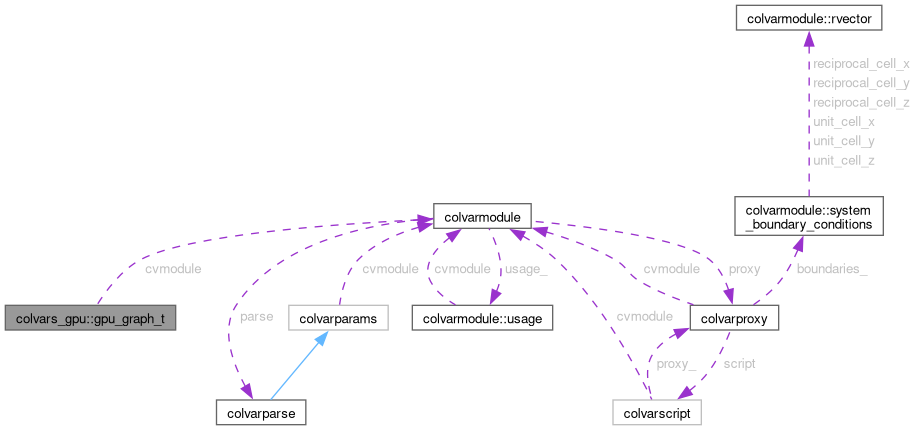 colvarmodule::rvector
reciprocal_cell_x
reciprocal_cell_y
reciprocal_cell_z
unit_cell_x
unit_cell_y
unit_cell_z
colvarmodule::system
_boundary_conditions
colvarmodule
cvmodule
cvmodule
cvmodule
usage_
cvmodule
proxy
boundaries_
colvars_gpu::gpu_graph_t
parse
colvarparams
colvarmodule::usage
cvmodule
colvarproxy
proxy_
script
colvarparse
colvarscript